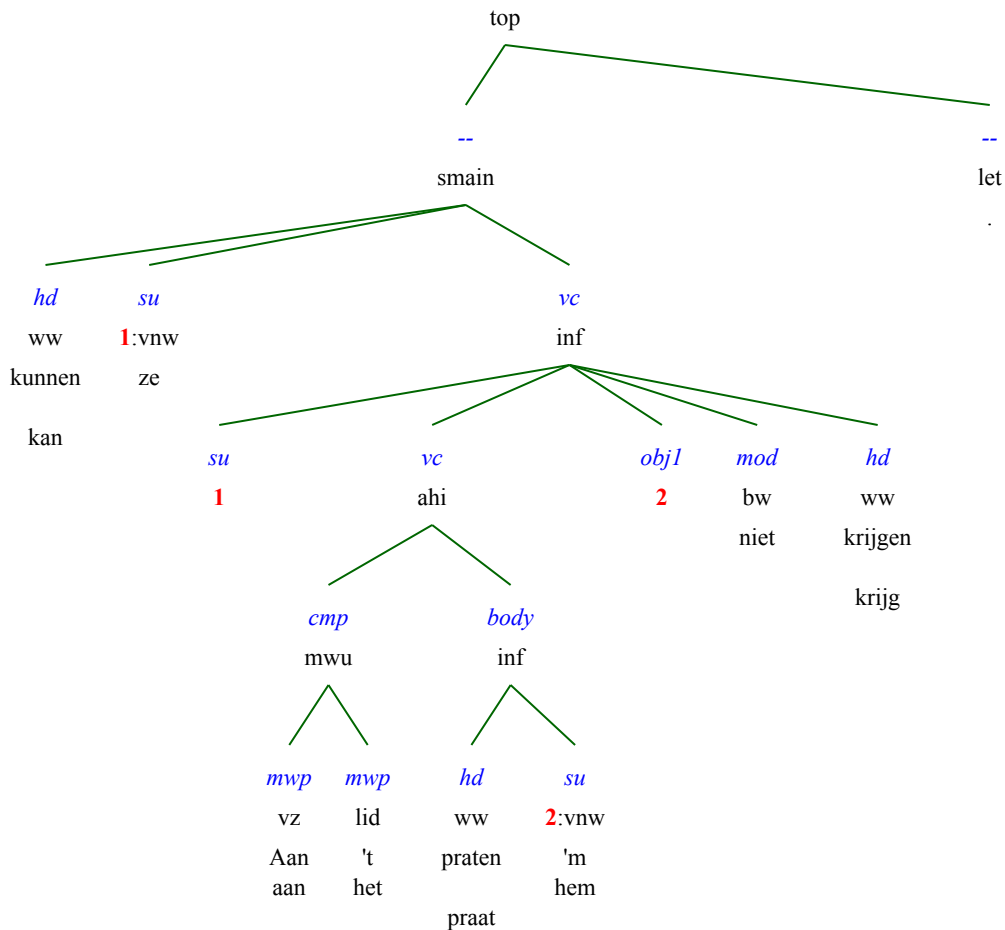 top
-- --
smain let
.
hd su vc
ww 1:vnw inf
kunnen ze
kan
su vc obj1 mod hd
1 ahi 2 bw ww
niet krijgen
krijg
cmp body
mwu inf
mwp mwp hd su
vz lid ww 2:vnw
Aan 't praten 'm
aan het hem
praat